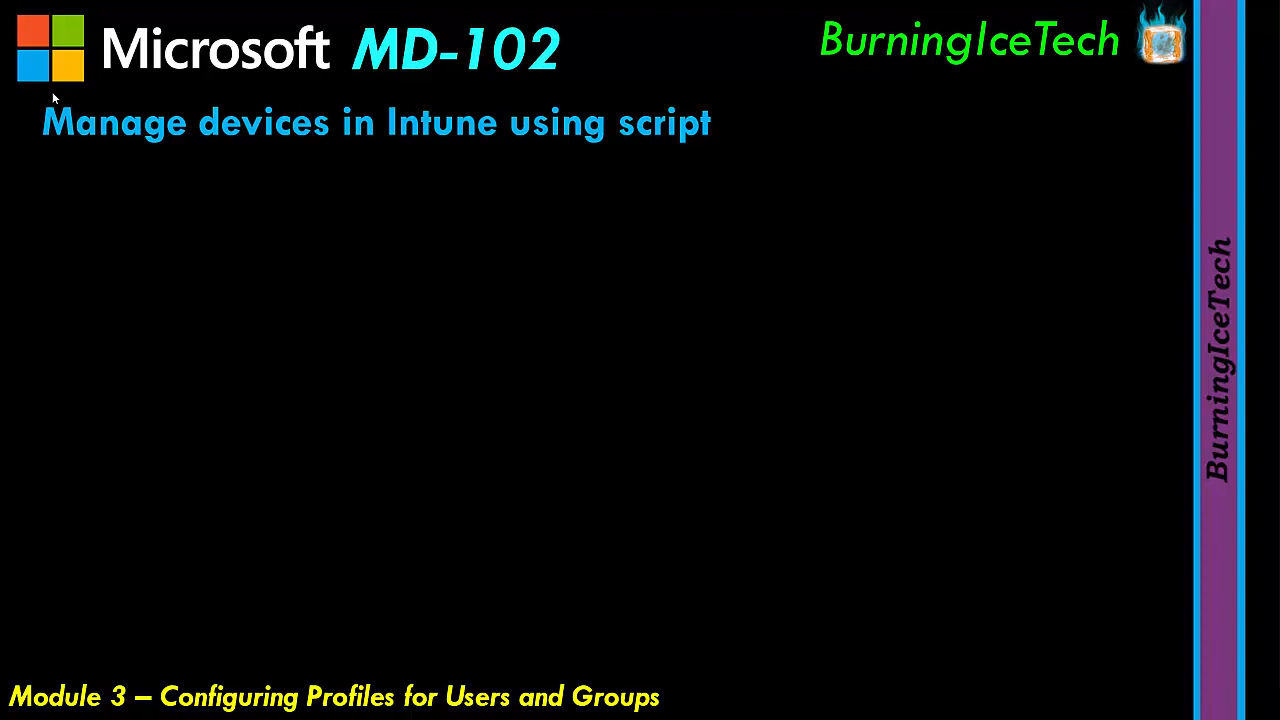 Microsoft MD-102
BurningIceTech
Manage devices in Intune using script
BurningIceTech
Module 3 – Configuring Profiles for Users and Groups